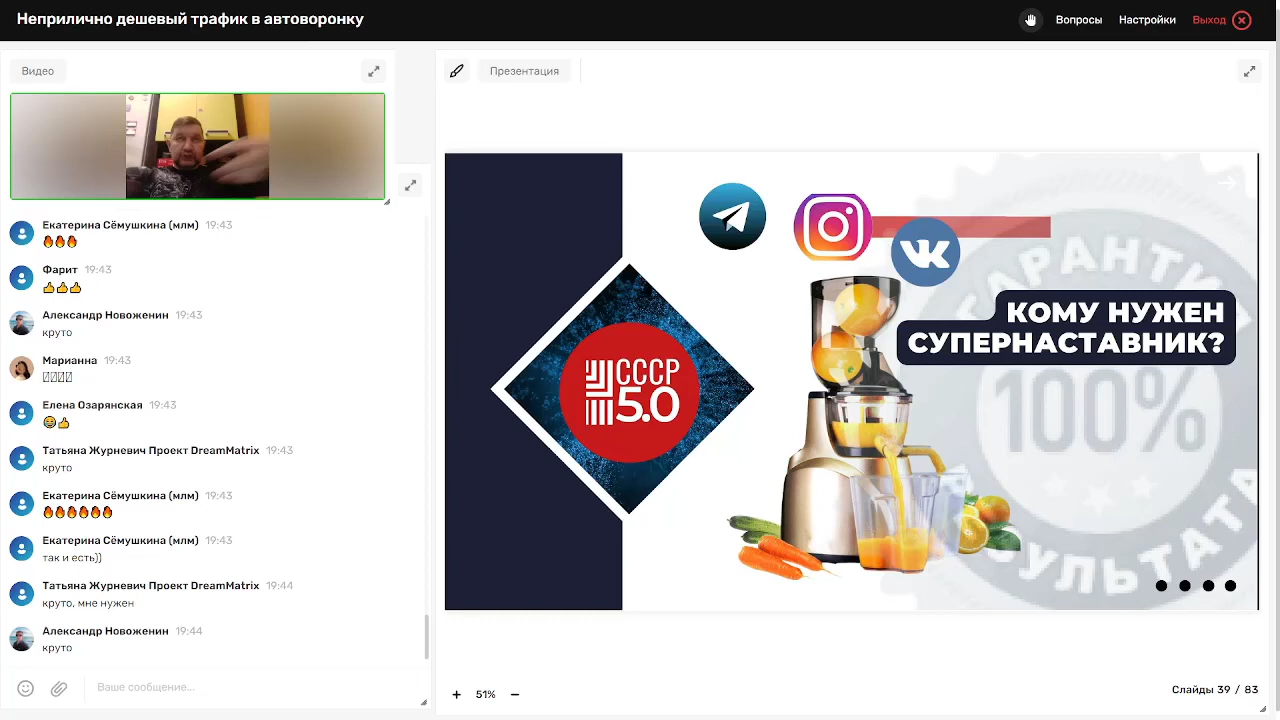 Неприлично дешевый трафик в автоворонку
Вопросы
Настройки
Выход
Видео
Презентация
Екатерина Сёмушкина (млм) 19:43
🔥🔥🔥
Фарит 19:43
👍👍👍
Александр Новоженин 19:43
круто
Марианна 19:43
Елена Озарянская 19:43
😄👍
Татьяна Журневич Проект DreamMatrix 19:43
круто
Екатерина Сёмушкина (млм) 19:43
🔥🔥🔥🔥🔥🔥
Екатерина Сёмушкина (млм) 19:43
так и есть))
Татьяна Журневич Проект DreamMatrix 19:44
круто, мне нужен
Александр Новоженин 19:44
круто
Ваше сообщение...
СССР
5.0
КОМУ НУЖЕН
СУПЕРНАСТАВНИК?
ГАРАНТИ
100%
ЗУЛЬТАТА
+ 51% −
Слайды 39 / 83